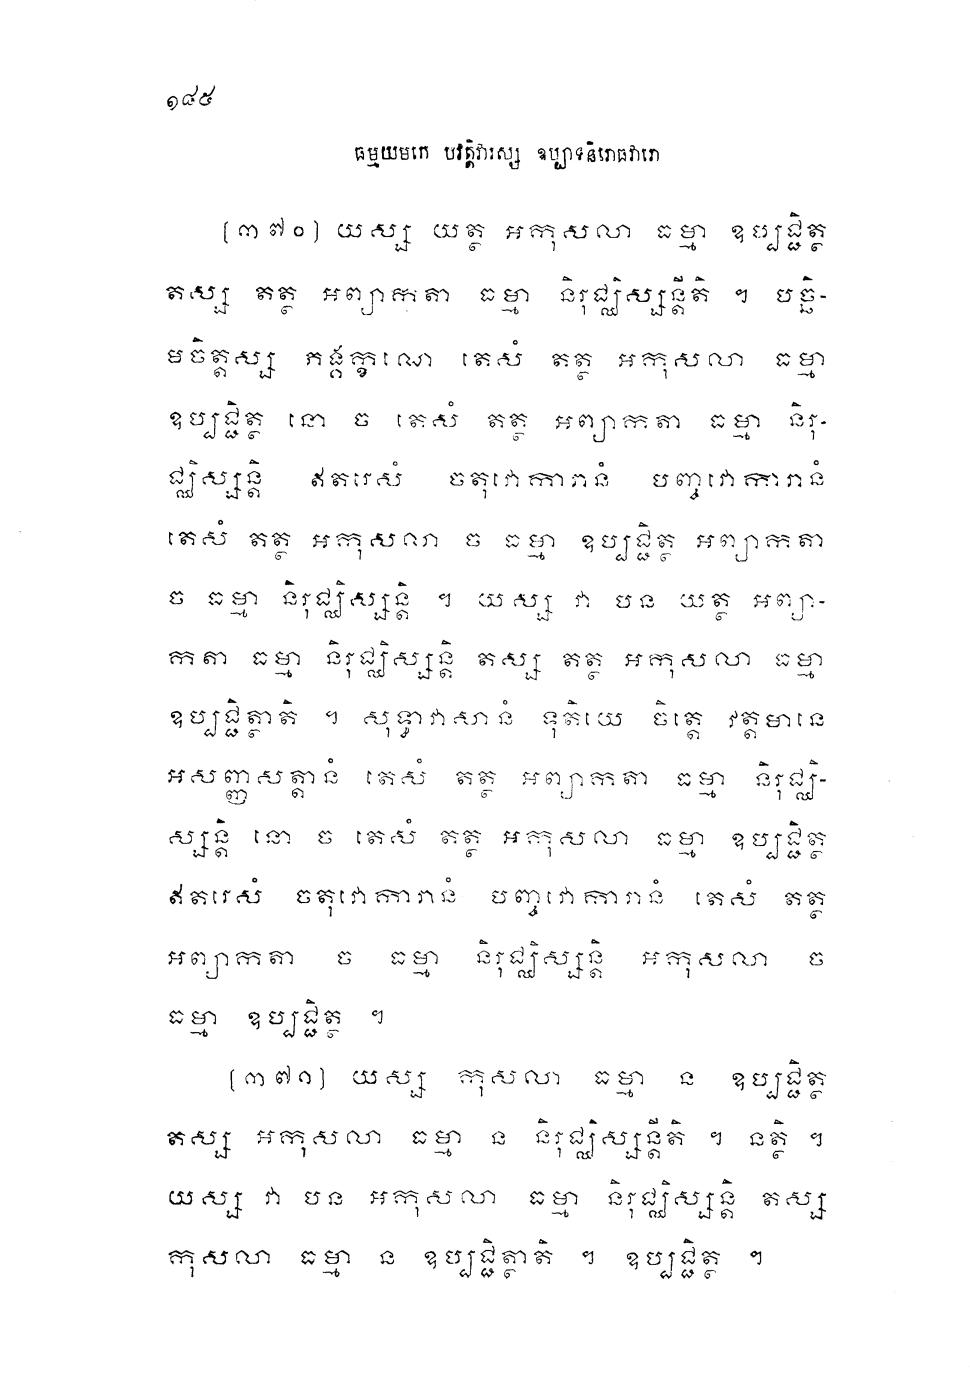 ១៨៥
ធម្មយមកេ បវត្តិវារស្ស ឧប្បាទនិរោធវារោ
(៣៧០) យស្ស យត្ថ អកុសលា ធម្មា ឧប្បជ្ជិត្ថ
តស្ស តត្ថ អព្យាកតា ធម្មា និរុជ្ឈិស្សន្តីតិ ។ បច្ឆិ-
មចិត្តស្ស ភង្គក្ខណេ តេសំ តត្ថ អកុសលា ធម្មា
ឧប្បជ្ជិត្ថ នោ ច តេសំ តត្ថ អព្យាកតា ធម្មា និរុ-
ជ្ឈិស្សន្តិ ឥតរេសំ ចតុវោការានំ បញ្ចវោការានំ
តេសំ តត្ថ អកុសលា ច ធម្មា ឧប្បជ្ជិត្ថ អព្យាកតា
ច ធម្មា និរុជ្ឈិស្សន្តិ ។ យស្ស វា បន យត្ថ អព្យា-
កតា ធម្មា និរុជ្ឈិស្សន្តិ តស្ស តត្ថ អកុសលា ធម្មា
ឧប្បជ្ជិត្ថាតិ ។ សុទ្ធាវាសានំ ទុតិយេ ចិត្តេ វត្តមានេ
អសញ្ញសត្តានំ តេសំ តត្ថ អព្យាកតា ធម្មា និរុជ្ឈិ-
ស្សន្តិ នោ ច តេសំ តត្ថ អកុសលា ធម្មា ឧប្បជ្ជិត្ថ
ឥតរេសំ ចតុវោការានំ បញ្ចវោការានំ តេសំ តត្ថ
អព្យាកតា ច ធម្មា និរុជ្ឈិស្សន្តិ អកុសលា ច
ធម្មា ឧប្បជ្ជិត្ថ ។
(៣៧១) យស្ស កុសលា ធម្មា ន ឧប្បជ្ជិត្ថ
តស្ស អកុសលា ធម្មា ន និរុជ្ឈិស្សន្តីតិ ។ នត្ថិ ។
យស្ស វា បន អកុសលា ធម្មា និរុជ្ឈិស្សន្តិ តស្ស
កុសលា ធម្មា ន ឧប្បជ្ជិត្ថាតិ ។ ឧប្បជ្ជិត្ថ ។